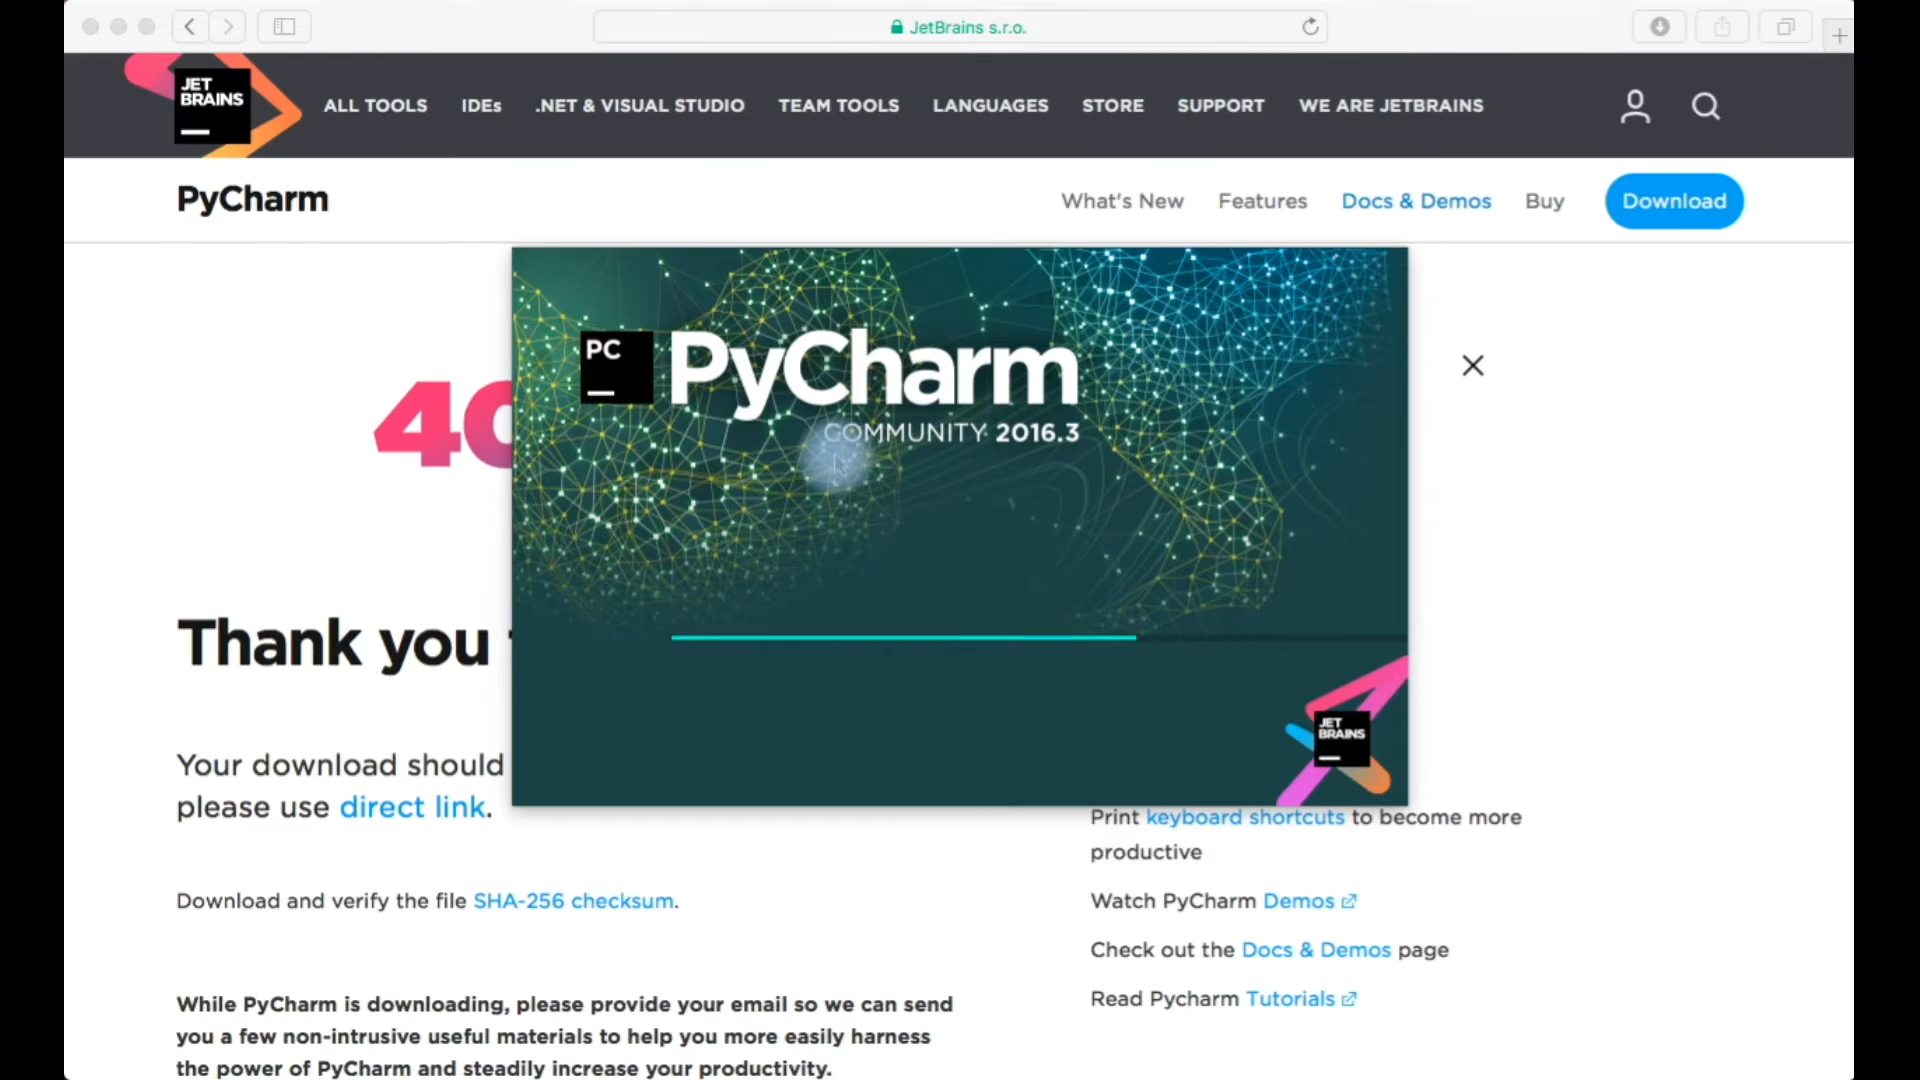 JetBrains s.r.o.
JET
BRAINS
ALL TOOLS IDEs .NET & VISUAL STUDIO TEAM TOOLS LANGUAGES STORE SUPPORT WE ARE JETBRAINS
PyCharm
What's New Features Docs & Demos Buy Download
PC
PyCharm
COMMUNITY 2016.3
40
Thank you
JET
BRAINS
Your download should
please use direct link.
Print keyboard shortcuts to become more
productive
Download and verify the file SHA-256 checksum.
Watch PyCharm Demos
Check out the Docs & Demos page
Read Pycharm Tutorials
While PyCharm is downloading, please provide your email so we can send
you a few non-intrusive useful materials to help you more easily harness
the power of PyCharm and steadily increase your productivity.